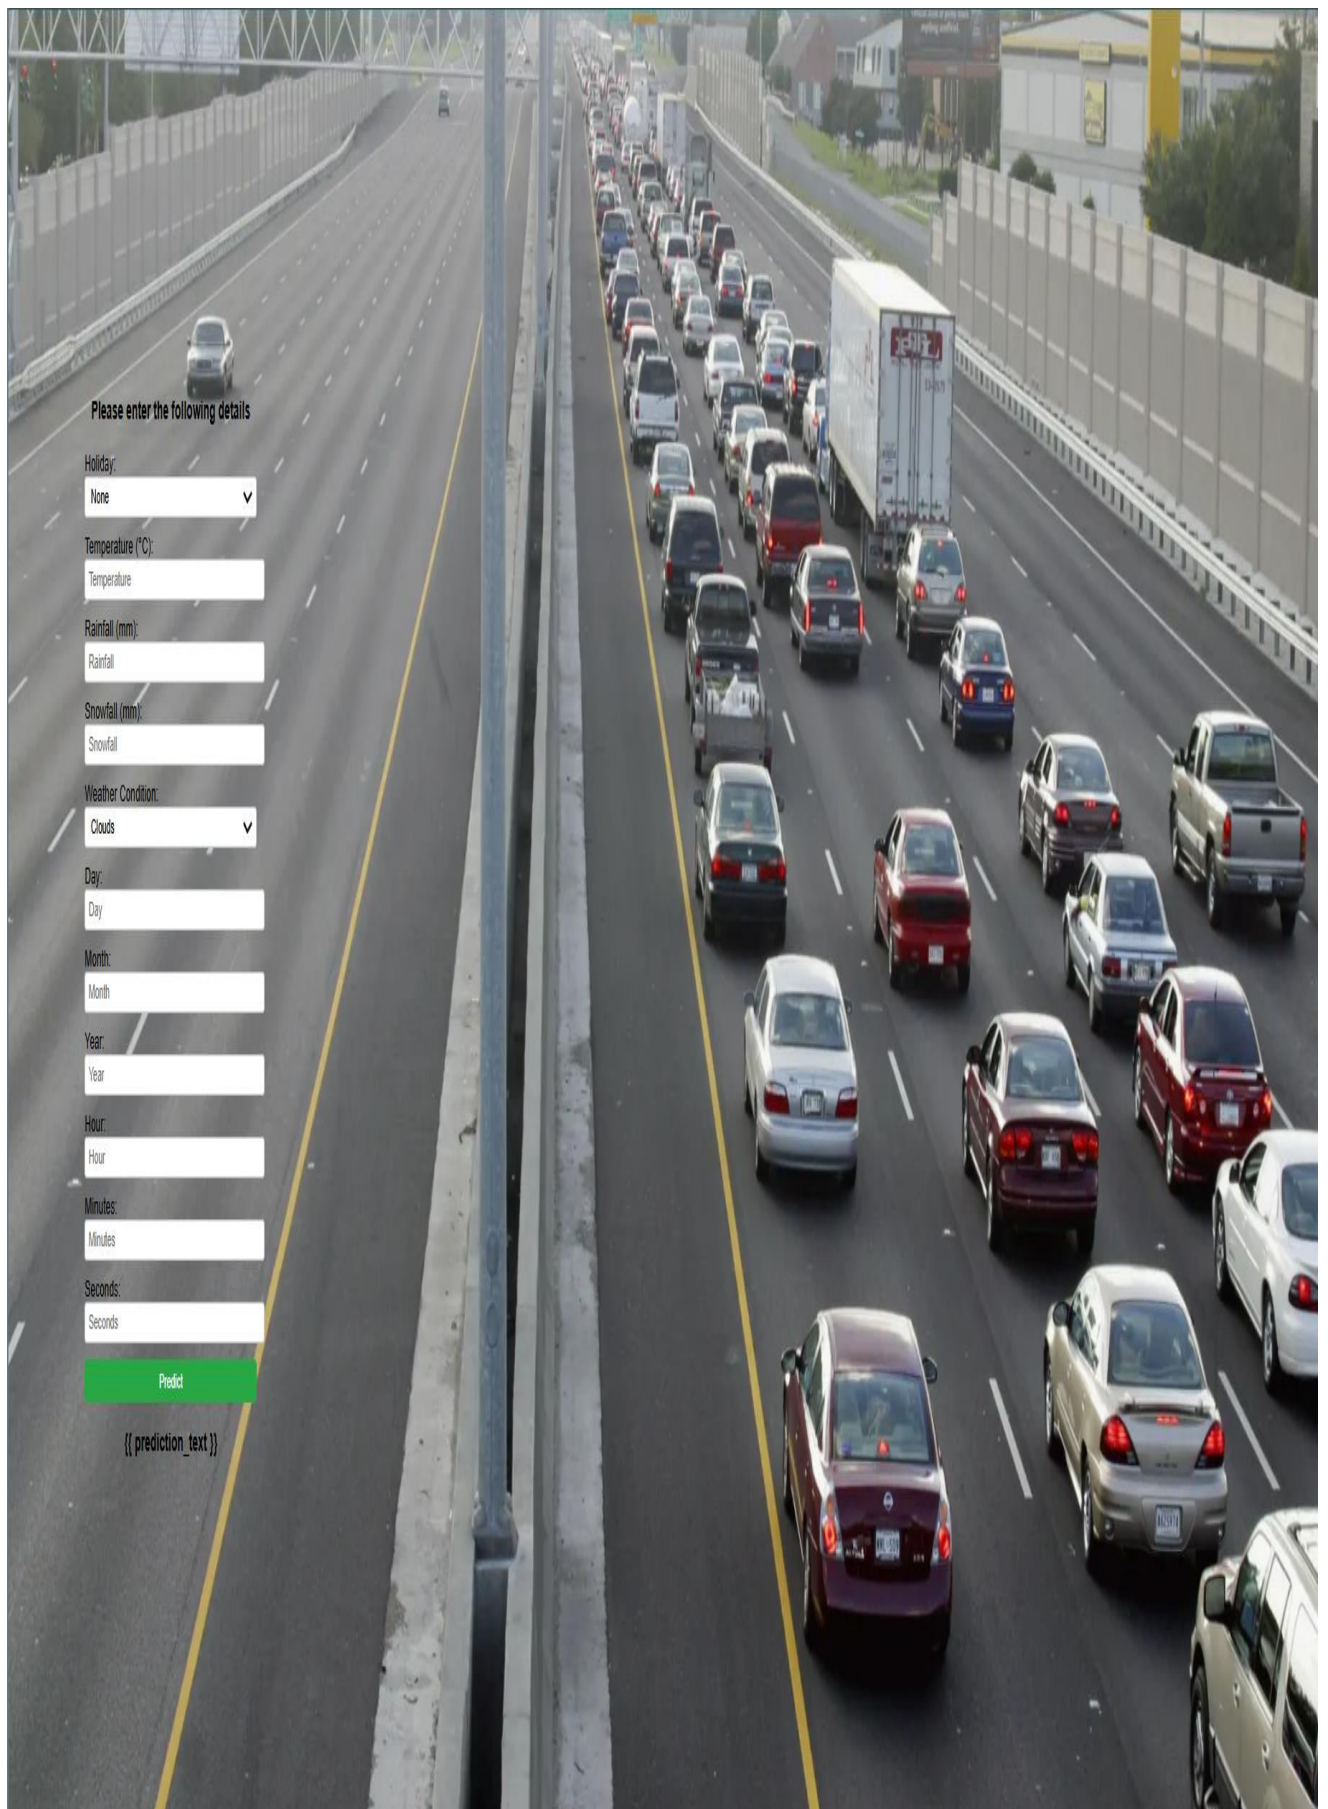 Please enter the following details
Holiday:
None
Temperature (°C):
Temperature
Rainfall (mm):
Rainfall
Snowfall (mm):
Snowfall
Weather Condition:
Clouds
Day:
Day
Month:
Month
Year:
Year
Hour:
Hour
Minutes:
Minutes
Seconds:
Seconds
Predict
{{ prediction_text }}